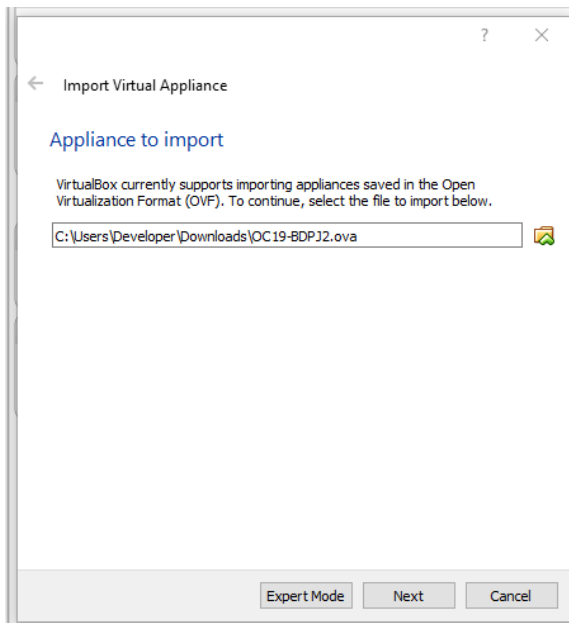 ?
Import Virtual Appliance
Appliance to import
VirtualBox currently supports importing appliances saved in the Open
Virtualization Format (OVF). To continue, select the file to import below.
C:\Users\Developer\Downloads\OC19-BDPJ2.ova
Expert Mode Next Cancel